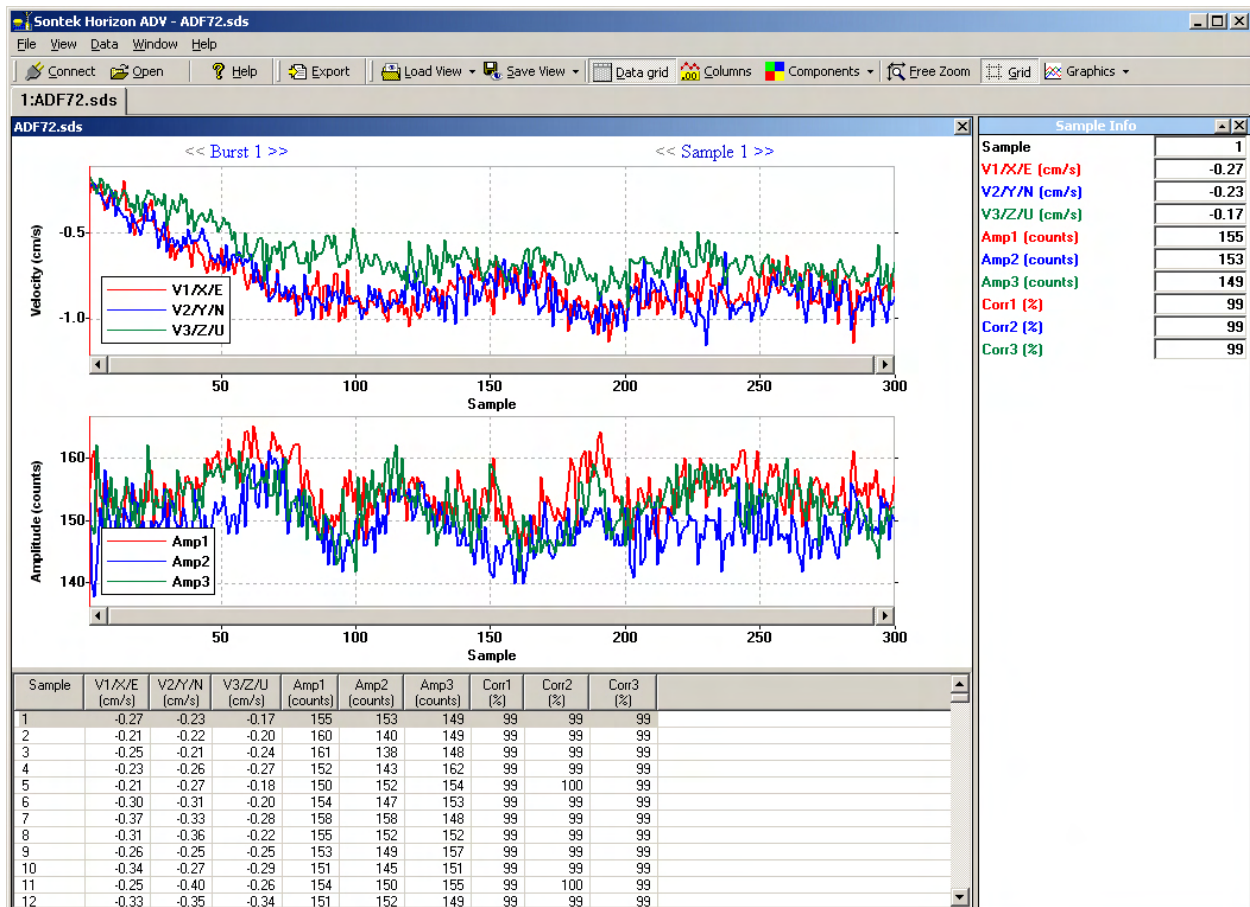 Sontek Horizon ADV - ADF72.sds
File View Data Window Help
Connect Open Help Export Load View Save View Data grid Columns Components Free Zoom Grid Graphics
1:ADF72.sds
ADF72.sds
<< Burst 1 >> << Sample 1 >>
Velocity (cm/s)
-0.5
-1.0
V1/X/E
V2/Y/N
V3/Z/U
50 100 150 200 250 300
Sample
Amplitude (counts)
160
150
140
Amp1
Amp2
Amp3
50 100 150 200 250 300
Sample
Sample V1/X/E (cm/s) V2/Y/N (cm/s) V3/Z/U (cm/s) Amp1 (counts) Amp2 (counts) Amp3 (counts) Corr1 (%) Corr2 (%) Corr3 (%)
1 -0.27 -0.23 -0.17 155 153 149 99 99 99
2 -0.21 -0.22 -0.20 160 140 149 99 99 99
3 -0.25 -0.21 -0.24 161 138 148 99 99 99
4 -0.23 -0.26 -0.27 152 143 162 99 99 99
5 -0.21 -0.27 -0.18 150 152 154 99 100 99
6 -0.30 -0.31 -0.20 154 147 153 99 99 99
7 -0.37 -0.33 -0.28 158 158 148 99 99 99
8 -0.31 -0.36 -0.22 155 152 152 99 99 99
9 -0.26 -0.25 -0.25 153 149 157 99 99 99
10 -0.34 -0.27 -0.29 151 145 151 99 99 99
11 -0.25 -0.40 -0.26 154 150 155 99 100 99
12 -0.33 -0.35 -0.34 151 152 149 99 99 99
Sample Info
Sample 1
V1/X/E (cm/s) -0.27
V2/Y/N (cm/s) -0.23
V3/Z/U (cm/s) -0.17
Amp1 (counts) 155
Amp2 (counts) 153
Amp3 (counts) 149
Corr1 (%) 99
Corr2 (%) 99
Corr3 (%) 99